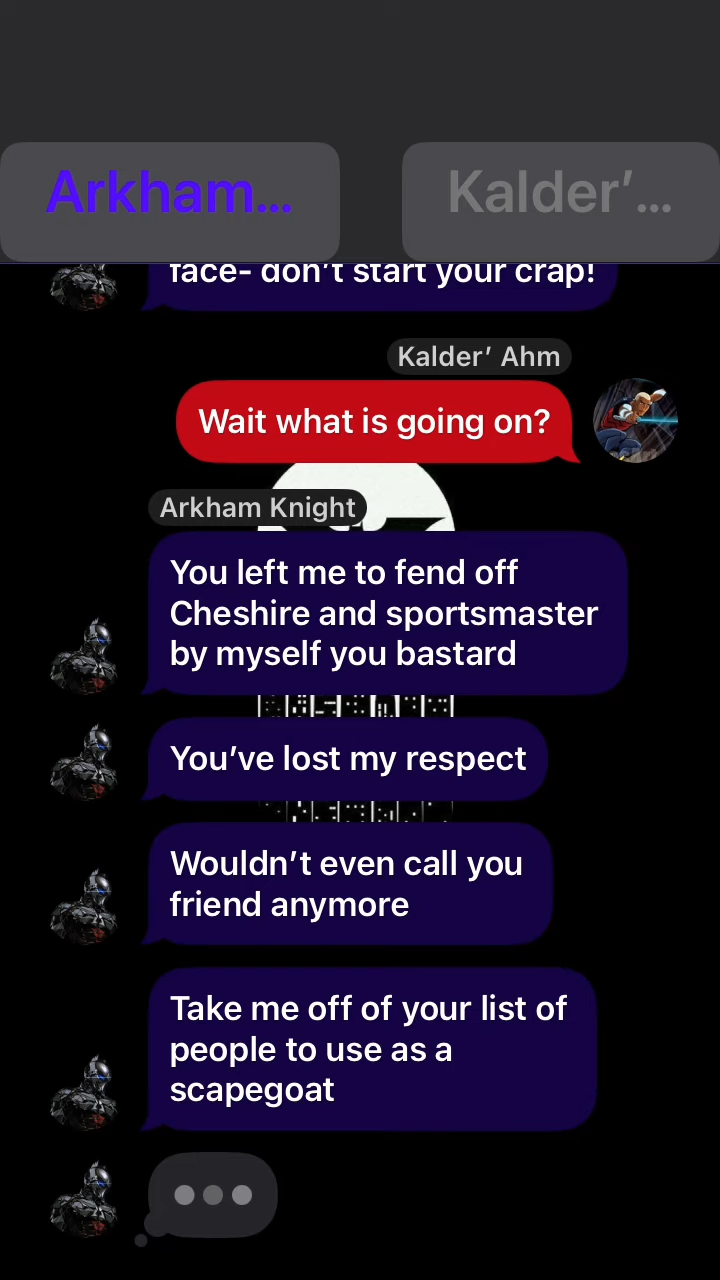 Arkham...
Kalder’...
face- don’t start your crap!
Kalder’ Ahm
Wait what is going on?
Arkham Knight
You left me to fend off
Cheshire and sportsmaster
by myself you bastard
You’ve lost my respect
Wouldn’t even call you
friend anymore
Take me off of your list of
people to use as a
scapegoat